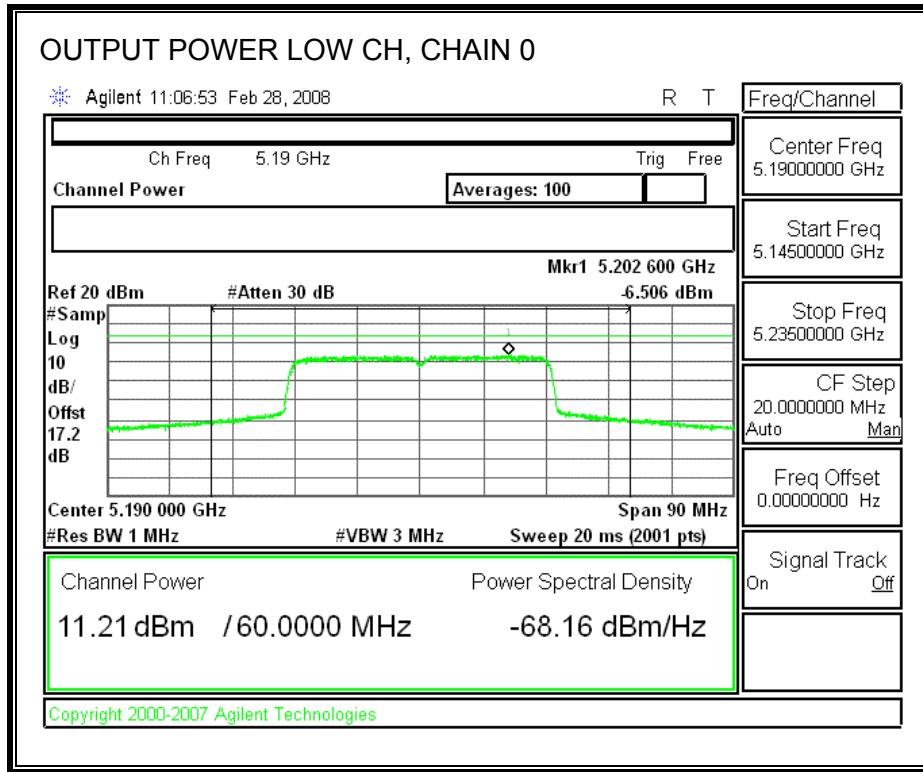 OUTPUT POWER LOW CH, CHAIN 0
Agilent 11:06:53 Feb 28, 2008 R T
Ch Freq 5.19 GHz Trig Free
Channel Power Averages: 100
Mkr1 5.202 600 GHz
Ref 20 dBm #Atten 30 dB -6.506 dBm
#Samp
Log
10
dB/
Offst
17.2
dB
1
Center 5.190 000 GHz Span 90 MHz
#Res BW 1 MHz #VBW 3 MHz Sweep 20 ms (2001 pts)
Channel Power Power Spectral Density
11.21 dBm /60.0000 MHz -68.16 dBm/Hz
Copyright 2000-2007 Agilent Technologies
Freq/Channel
Center Freq
5.19000000 GHz
Start Freq
5.14500000 GHz
Stop Freq
5.23500000 GHz
CF Step
20.0000000 MHz
Auto Man
Freq Offset
0.00000000 Hz
Signal Track
On Off